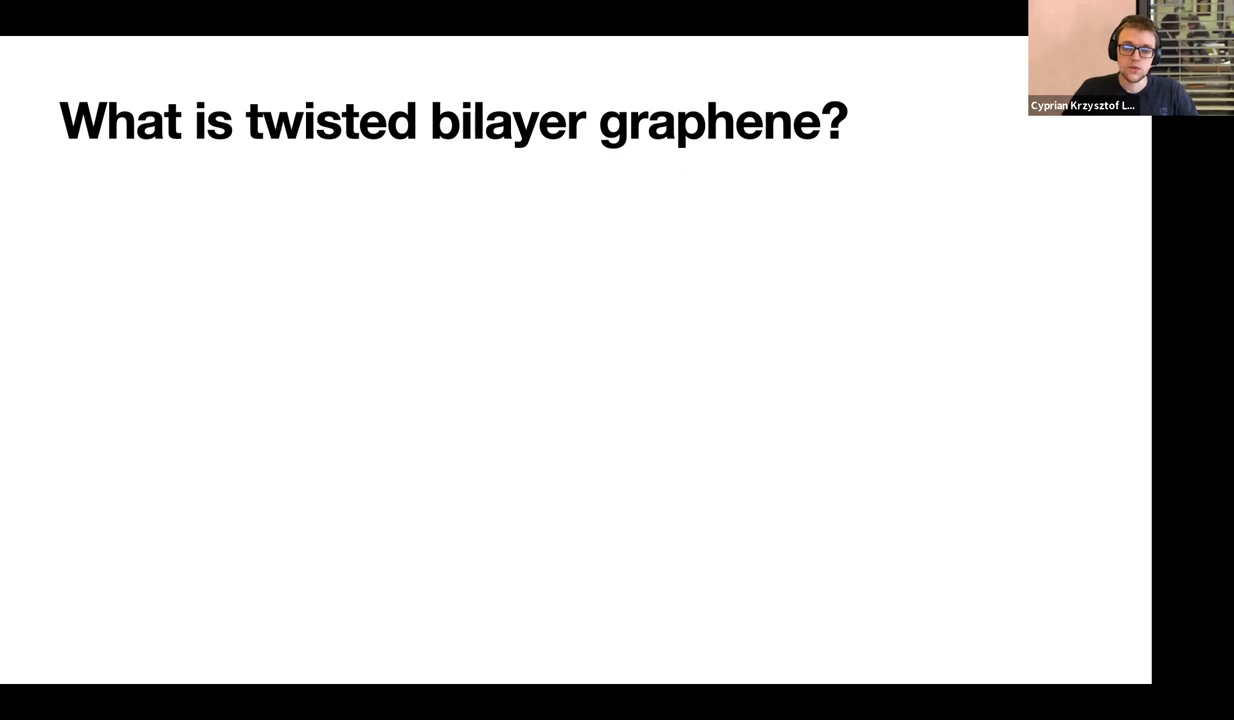 What is twisted bilayer graphene?
Cyprian Krzysztof L...